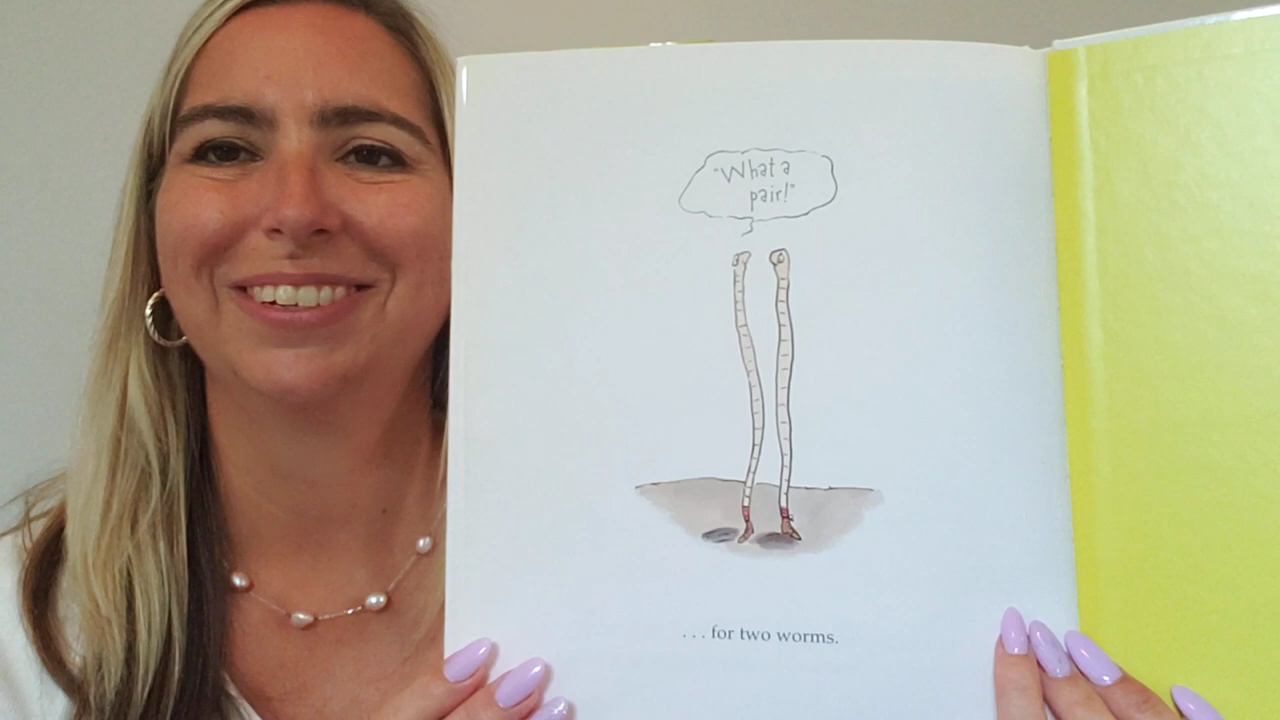 "What a
pair!"
. . . for two worms.